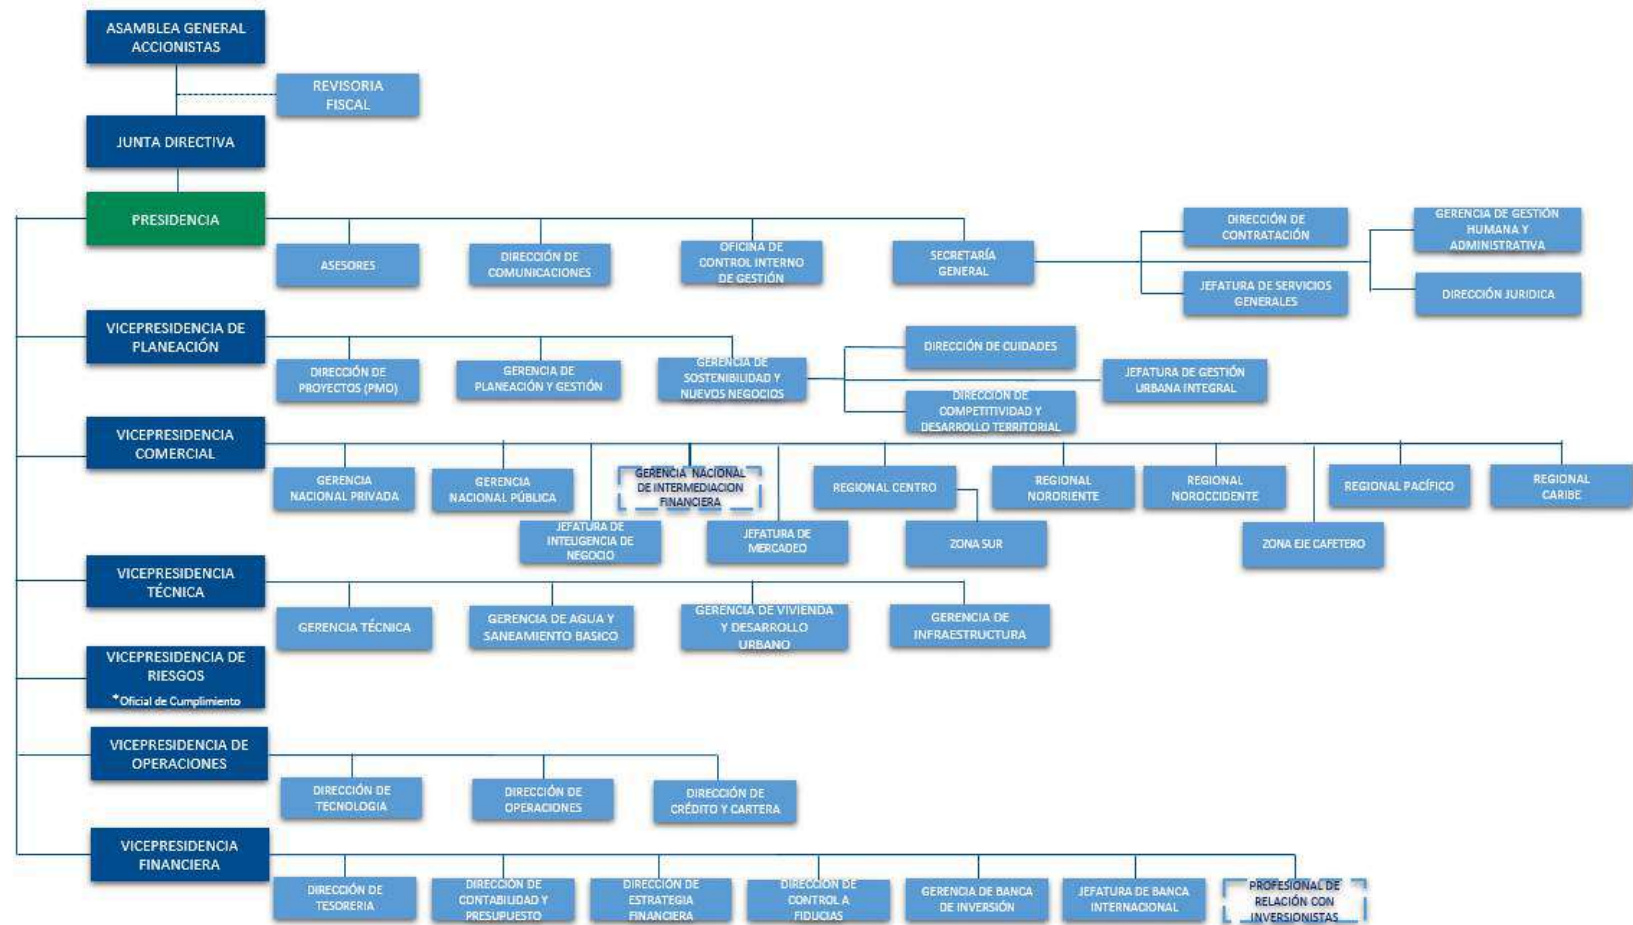 ASAMBLEA GENERAL
ACCIONISTAS
REVISORIA
FISCAL
JUNTA DIRECTIVA
PRESIDENCIA
ASESORES
DIRECCIÓN DE
COMUNICACIONES
OFICINA DE
CONTROL INTERNO
DE GESTIÓN
SECRETARÍA
GENERAL
DIRECCIÓN DE
CONTRATACIÓN
GERENCIA DE GESTIÓN
HUMANA Y
ADMINISTRATIVA
JEFATURA DE SERVICIOS
GENERALES
DIRECCIÓN JURIDICA
VICEPRESIDENCIA DE
PLANEACIÓN
DIRECCIÓN DE
PROYECTOS (PMO)
GERENCIA DE
PLANEACIÓN Y GESTIÓN
GERENCIA DE
SOSTENIBILIDAD Y
NUEVOS NEGOCIOS
DIRECCIÓN DE CUIDADES
JEFATURA DE GESTIÓN
URBANA INTEGRAL
DIRECCIÓN DE
COMPETITIVIDAD Y
DESARROLLO TERRITORIAL
VICEPRESIDENCIA
COMERCIAL
GERENCIA
NACIONAL PRIVADA
GERENCIA
NACIONAL PÚBLICA
GERENCIA NACIONAL
DE INTERMEDIACION
FINANCIERA
REGIONAL CENTRO
REGIONAL
NORORIENTE
REGIONAL
NOROCCIDENTE
REGIONAL PACÍFICO
REGIONAL
CARIBE
JEFATURA DE
INTELIGENCIA DE
NEGOCIO
JEFATURA DE
MERCADEO
ZONA SUR
ZONA EJE CAFETERO
VICEPRESIDENCIA
TÉCNICA
GERENCIA TÉCNICA
GERENCIA DE AGUA Y
SANEAMIENTO BASICO
GERENCIA DE VIVIENDA
Y DESARROLLO
URBANO
GERENCIA DE
INFRAESTRUCTURA
VICEPRESIDENCIA DE
RIESGOS
*Oficial de Cumplimiento
VICEPRESIDENCIA DE
OPERACIONES
DIRECCIÓN DE
TECNOLOGIA
DIRECCIÓN DE
OPERACIONES
DIRECCIÓN DE
CRÉDITO Y CARTERA
VICEPRESIDENCIA
FINANCIERA
DIRECCIÓN DE
TESORERIA
DIRECCIÓN DE
CONTABILIDAD Y
PRESUPUESTO
DIRECCIÓN DE
ESTRATEGIA
FINANCIERA
DIRECCIÓN DE
CONTROL A
FIDUCIAS
GERENCIA DE BANCA
DE INVERSIÓN
JEFATURA DE BANCA
INTERNACIONAL
PROFESIONAL DE
RELACIÓN CON
INVERSIONISTAS